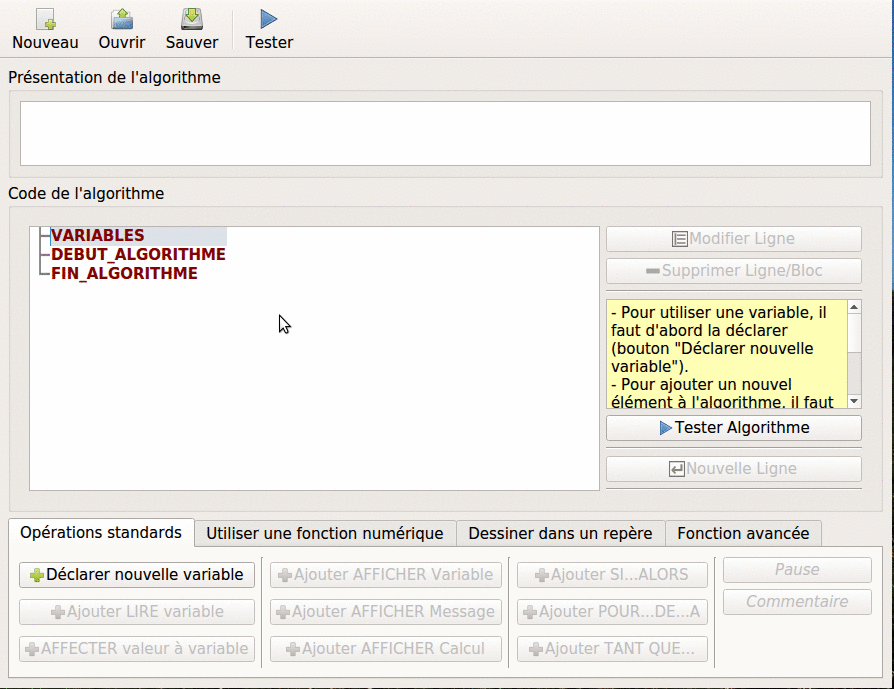 Nouveau Ouvrir Sauver Tester
Présentation de l'algorithme
Code de l'algorithme
VARIABLES
DEBUT_ALGORITHME
FIN_ALGORITHME
Modifier Ligne
Supprimer Ligne/Bloc
- Pour utiliser une variable, il
faut d'abord la déclarer
(bouton "Déclarer nouvelle
variable").
- Pour ajouter un nouvel
élément à l'algorithme, il faut
Tester Algorithme
Nouvelle Ligne
Opérations standards Utiliser une fonction numérique Dessiner dans un repère Fonction avancée
Déclarer nouvelle variable Ajouter AFFICHER Variable Ajouter SI...ALORS Pause
Ajouter LIRE variable Ajouter AFFICHER Message Ajouter POUR...DE...A Commentaire
AFFECTER valeur à variable Ajouter AFFICHER Calcul Ajouter TANT QUE...